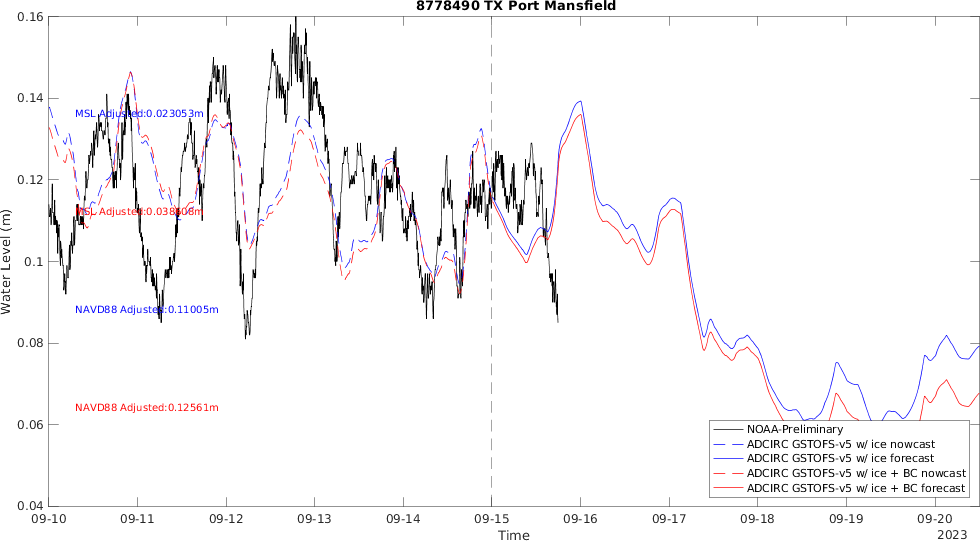 8778490 TX Port Mansfield
0.16
0.14
0.12
0.1
0.08
0.06
0.04
Water Level (m)
MSL Adjusted:0.023053m
MSL Adjusted:0.038608m
NAVD88 Adjusted:0.11005m
NAVD88 Adjusted:0.12561m
NOAA-Preliminary
ADCIRC GSTOFS-v5 w/ ice nowcast
ADCIRC GSTOFS-v5 w/ ice forecast
ADCIRC GSTOFS-v5 w/ ice + BC nowcast
ADCIRC GSTOFS-v5 w/ ice + BC forecast
09-10 09-11 09-12 09-13 09-14 09-15 09-16 09-17 09-18 09-19 09-20
Time
2023